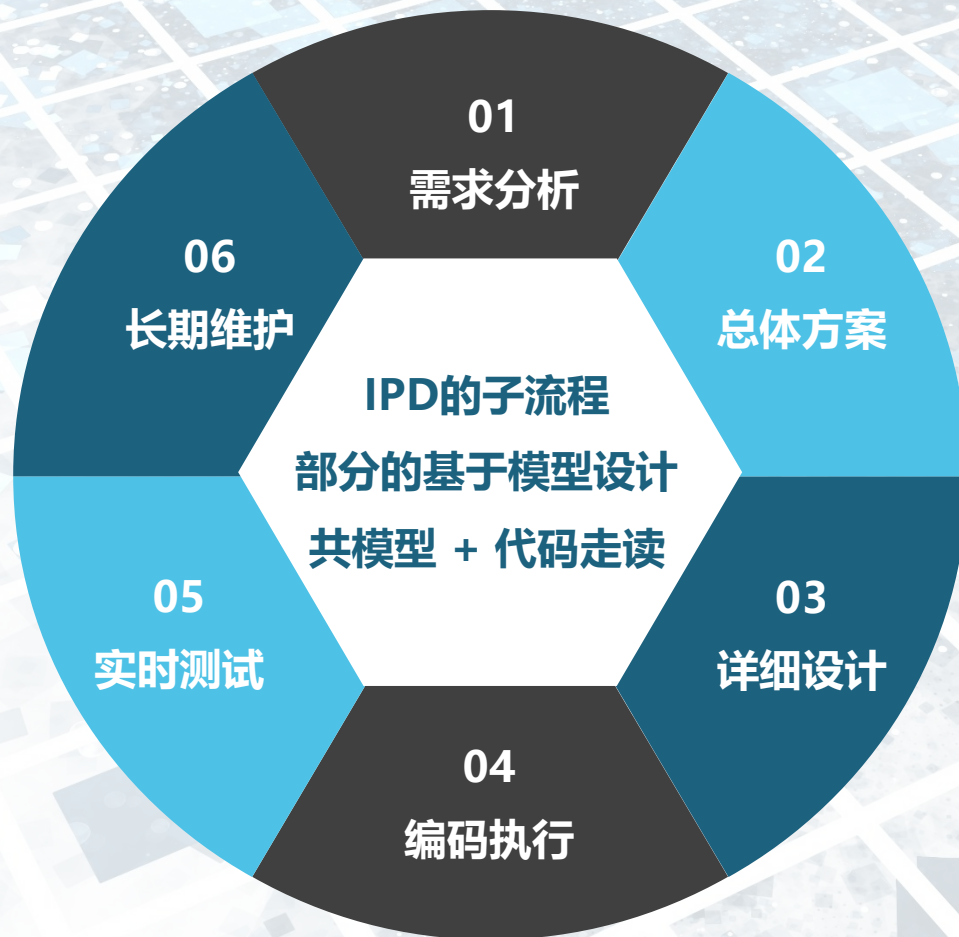 01
需求分析
02
总体方案
03
详细设计
04
编码执行
05
实时测试
06
长期维护
IPD的子流程
部分的基于模型设计
共模型 + 代码走读